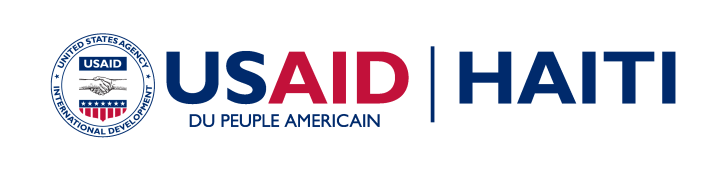 UNITED STATES AGENCY
USAID
INTERNATIONAL DEVELOPMENT
USAID | HAITI
DU PEUPLE AMERICAIN